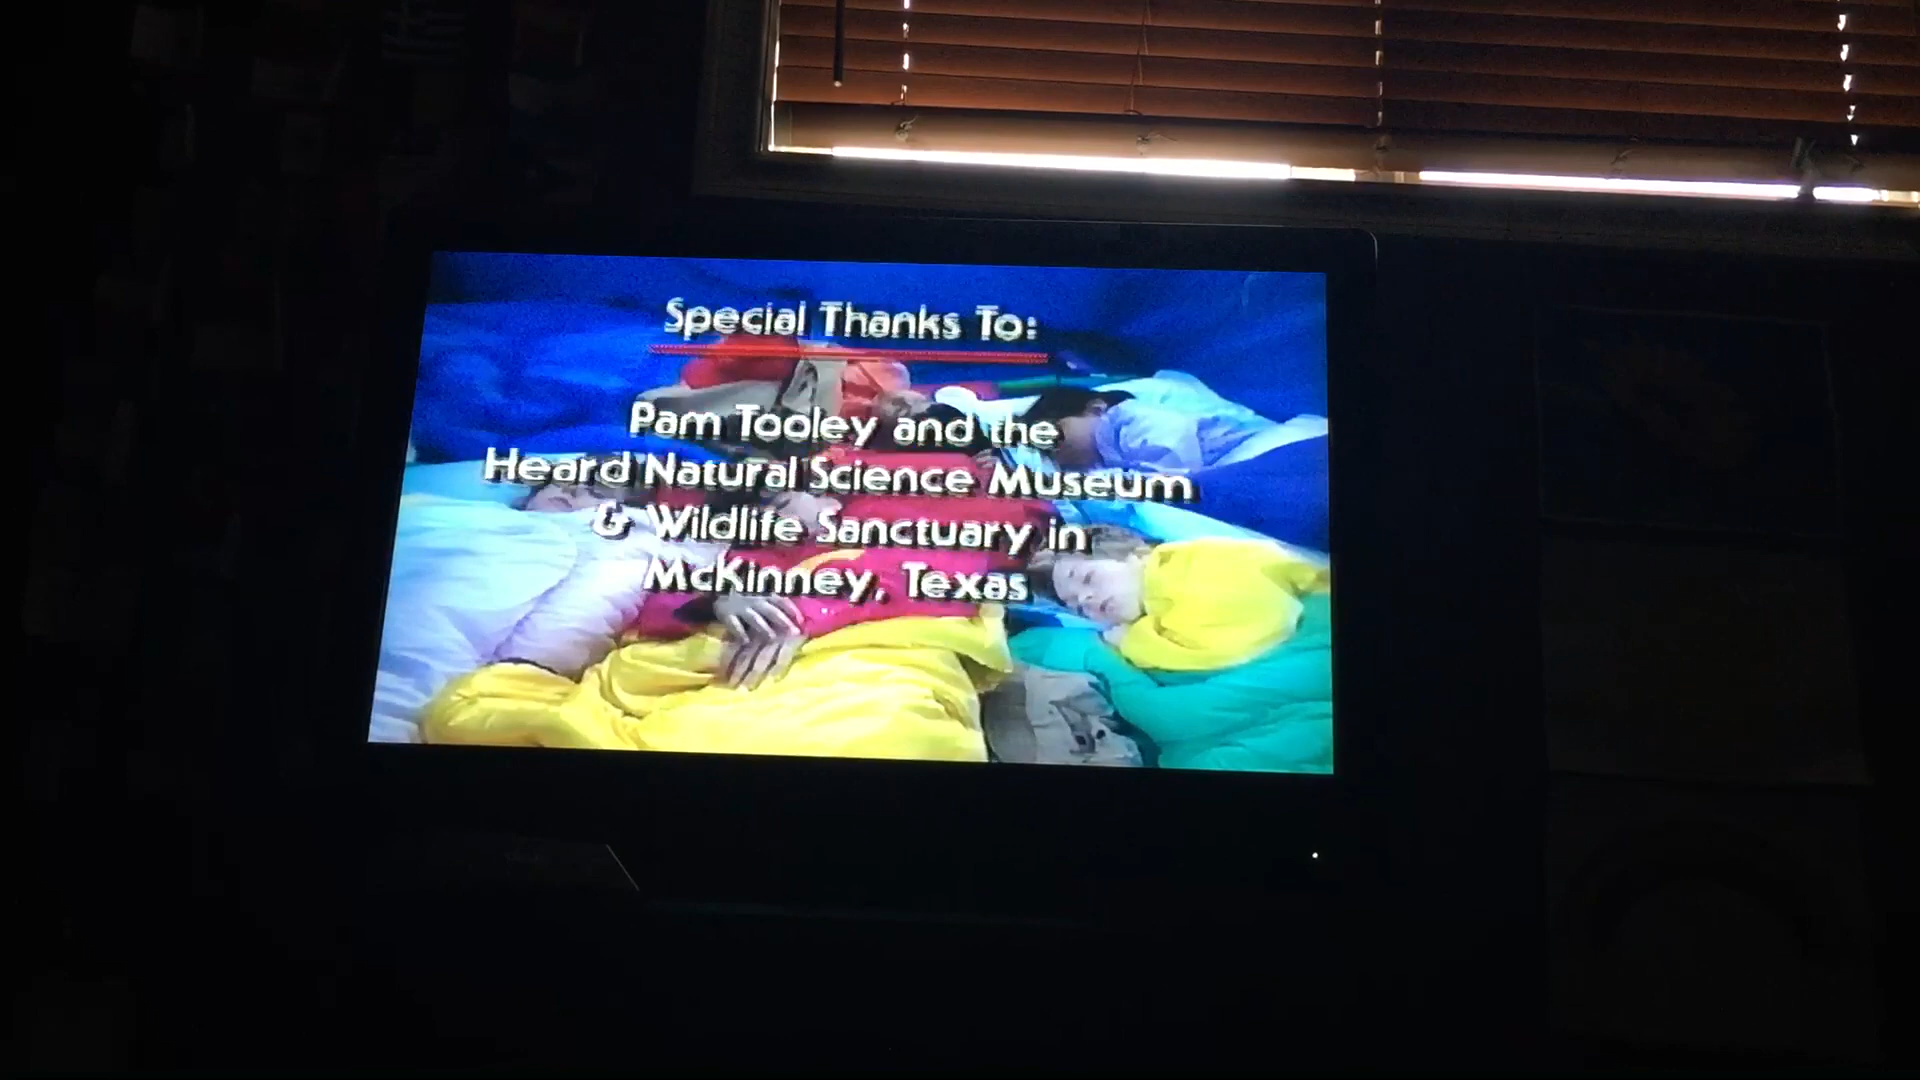 Special Thanks To:
Pam Tooley and the
Heard Natural Science Museum
& Wildlife Sanctuary in
McKinney, Texas